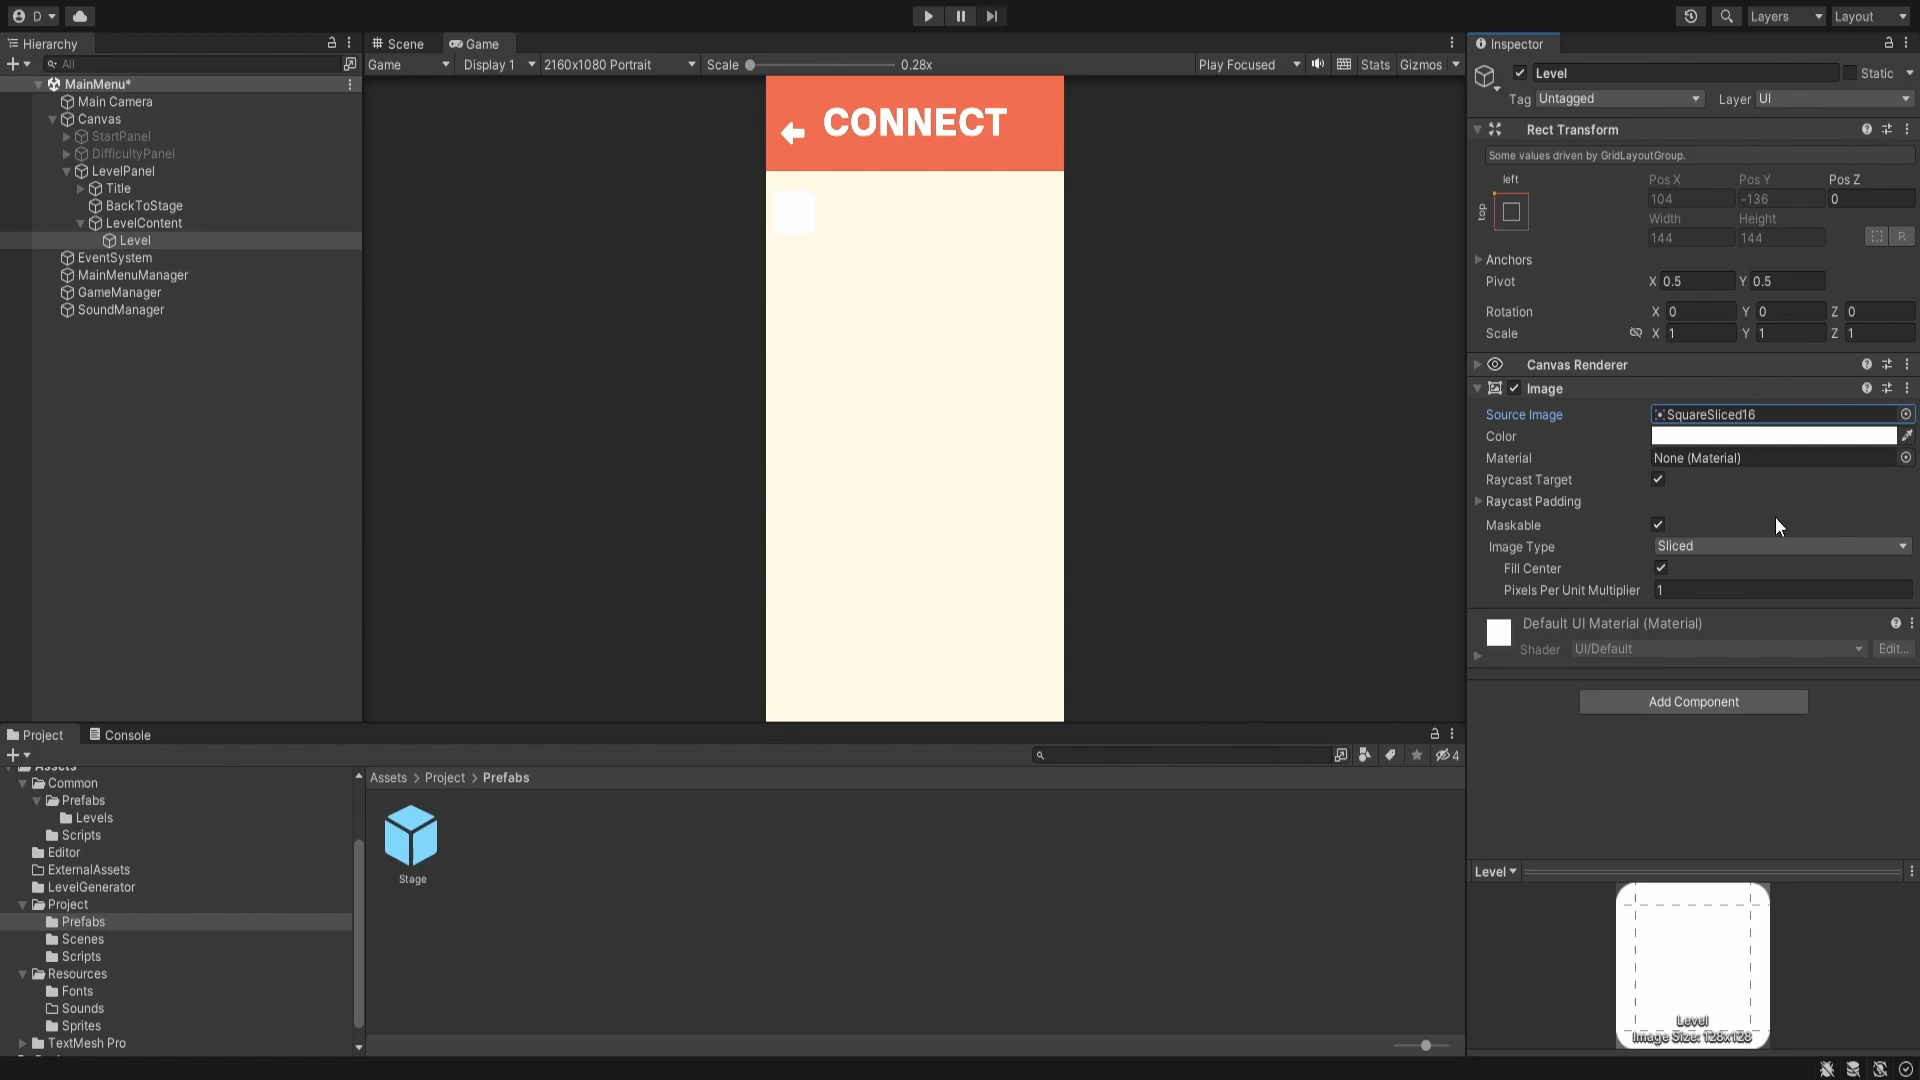 D
Layers
Layout
Hierarchy
All
MainMenu*
Main Camera
Canvas
StartPanel
DifficultyPanel
LevelPanel
Title
BackToStage
LevelContent
Level
EventSystem
MainMenuManager
GameManager
SoundManager
Scene
Game
Game
Display 1
2160x1080 Portrait
Scale
0.28x
Play Focused
Stats
Gizmos
CONNECT
Inspector
Level
Static
Tag
Untagged
Layer
UI
Rect Transform
Some values driven by GridLayoutGroup.
left
top
Pos X
Pos Y
Pos Z
104
-136
0
Width
Height
144
144
R
Anchors
Pivot
X 0.5
Y 0.5
Rotation
X 0
Y 0
Z 0
Scale
X 1
Y 1
Z 1
Canvas Renderer
Image
Source Image
SquareSliced16
Color
Material
None (Material)
Raycast Target
Raycast Padding
Maskable
Image Type
Sliced
Fill Center
Pixels Per Unit Multiplier
1
Default UI Material (Material)
Shader
UI/Default
Edit...
Add Component
Level
Level
Image Size: 128x128
Project
Console
4
Assets
Common
Prefabs
Levels
Scripts
Editor
ExternalAssets
LevelGenerator
Project
Prefabs
Scenes
Scripts
Resources
Fonts
Sounds
Sprites
TextMesh Pro
Assets > Project > Prefabs
Stage